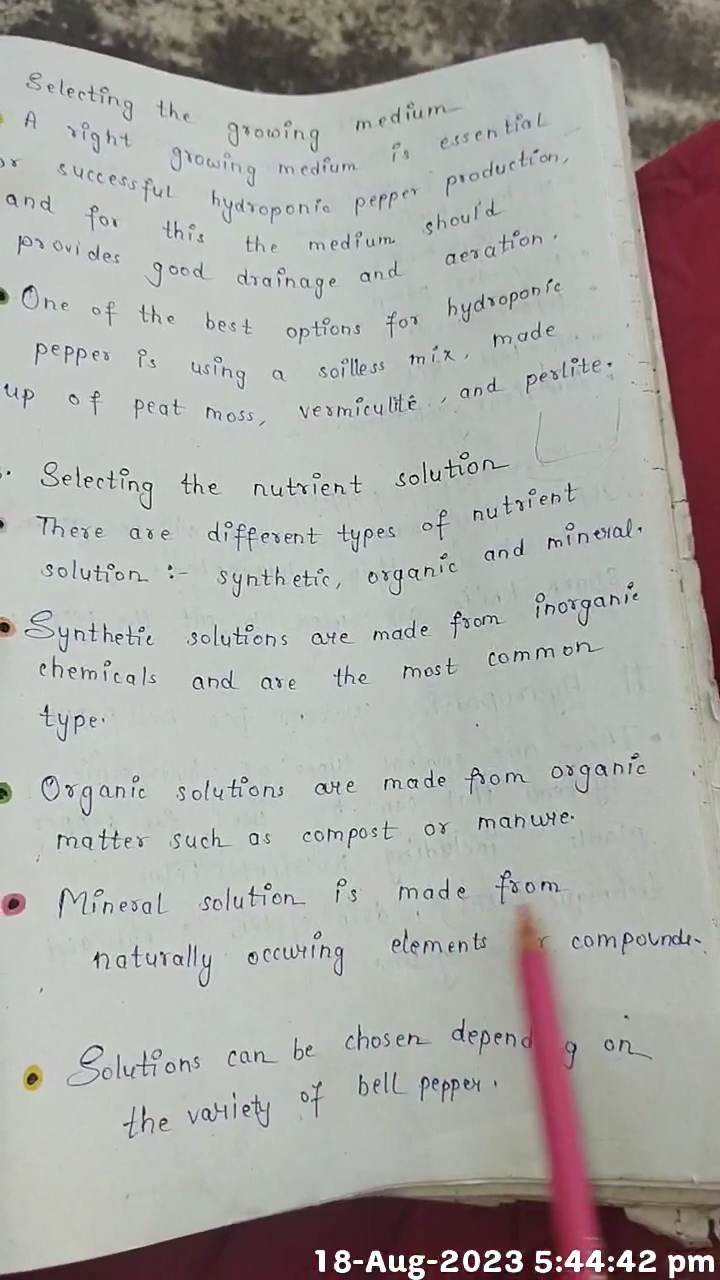 Selecting the growing medium
A right growing medium is essential
successful hydroponic pepper production,
and for this the medium should
provides good drainage and aeration.
One of the best options for hydroponic
pepper is using a soilless mix, made
up of peat moss, vermiculite, and perlite.
Selecting the nutrient solution
There are different types of nutrient
solution :- synthetic, organic and mineral.
Synthetic solutions are made from inorganic
chemicals and are the most common
type.
Organic solutions are made from organic
matter such as compost or manure.
Mineral solution is made from
naturally occuring elements compounds.
Solutions can be chosen on
the variety of bell pepper.
18-Aug-2023 5:44:42 pm